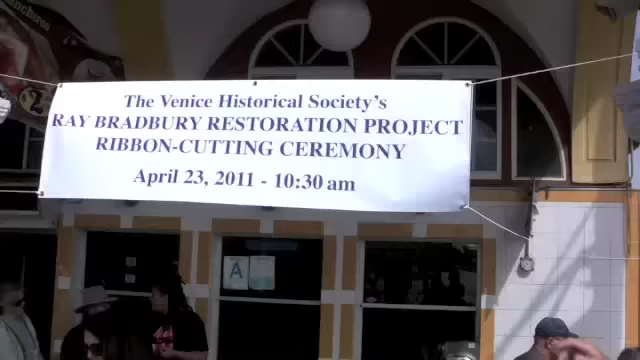 The Venice Historical Society's
RAY BRADBURY RESTORATION PROJECT
RIBBON-CUTTING CEREMONY
April 23, 2011 - 10:30 am
A